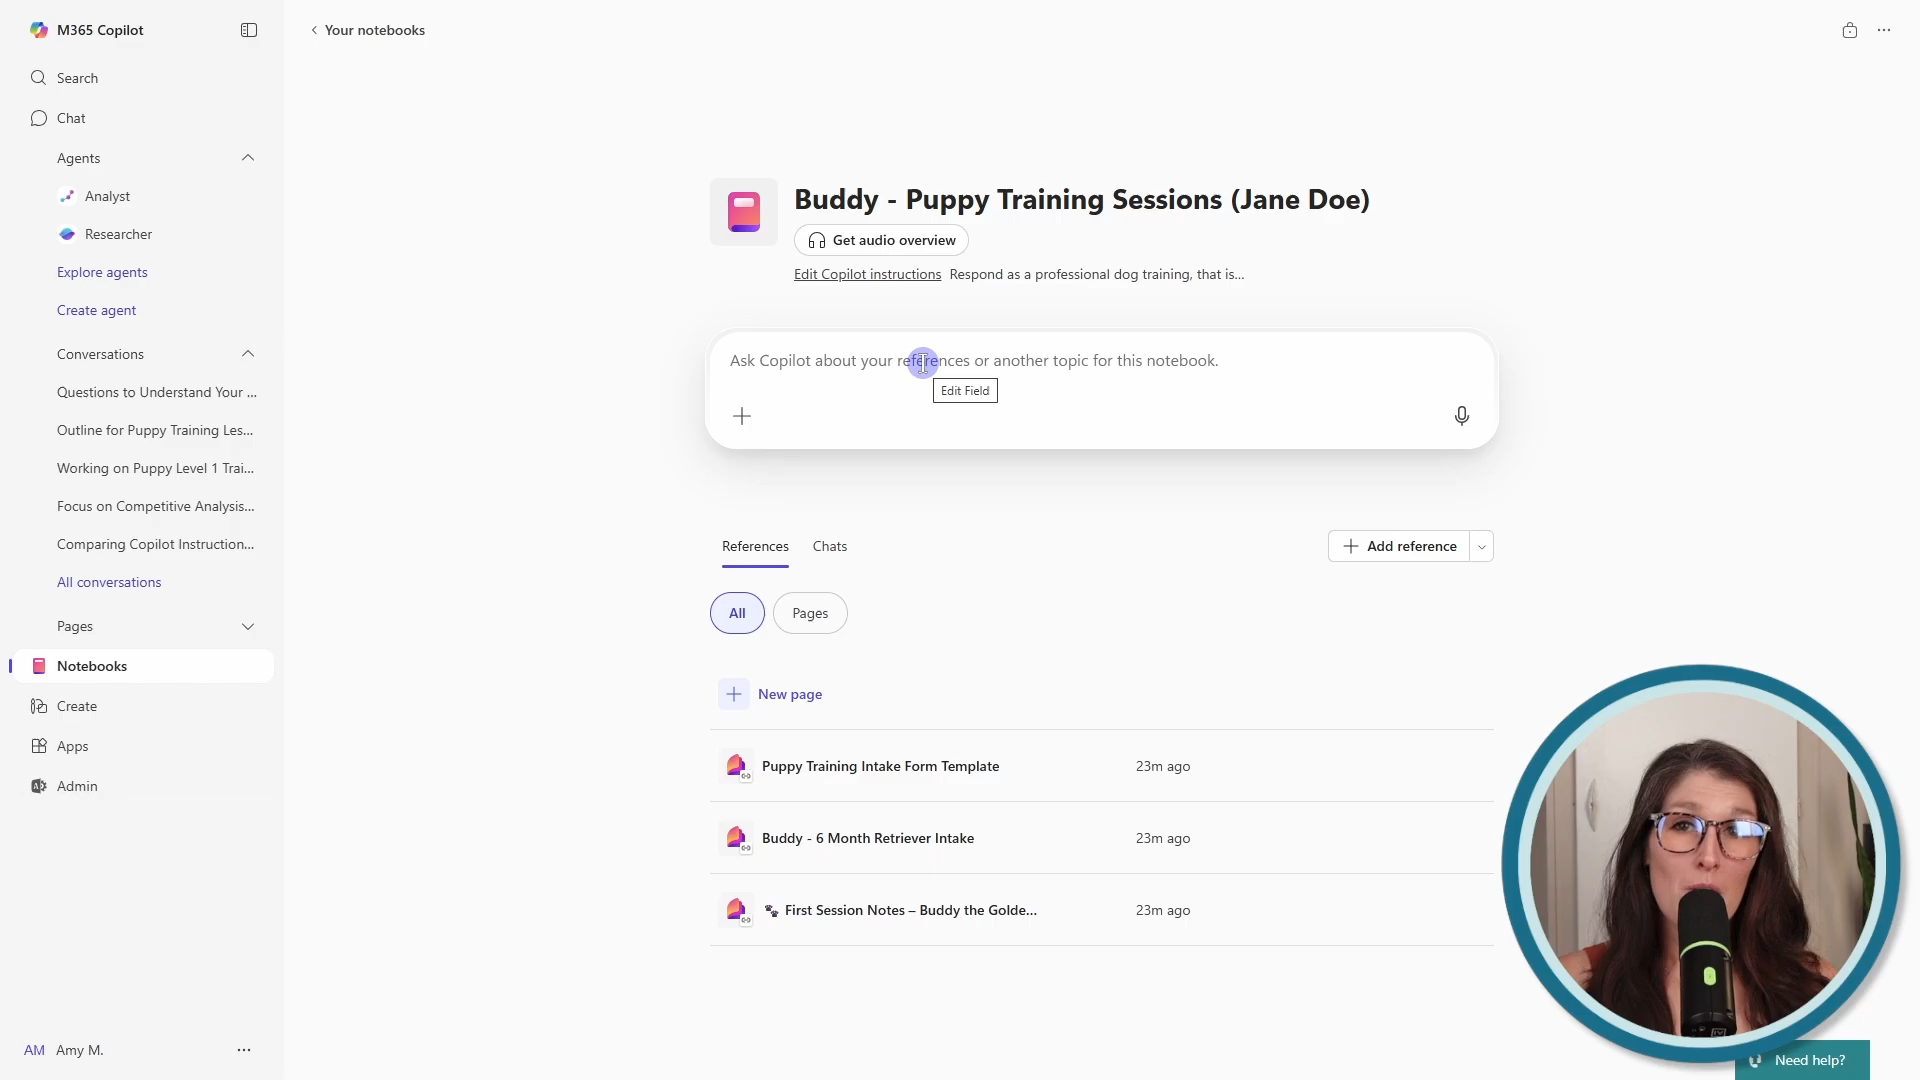 M365 Copilot
Search
Chat
Agents
Analyst
Researcher
Explore agents
Create agent
Conversations
Questions to Understand Your ...
Outline for Puppy Training Les...
Working on Puppy Level 1 Trai...
Focus on Competitive Analysis...
Comparing Copilot Instruction...
All conversations
Pages
Notebooks
Create
Apps
Admin
AM Amy M.
Your notebooks
Buddy - Puppy Training Sessions (Jane Doe)
Get audio overview
Edit Copilot instructions Respond as a professional dog training, that is...
Ask Copilot about your references or another topic for this notebook.
Edit Field
References Chats
Add reference
All Pages
New page
Puppy Training Intake Form Template 23m ago
Buddy - 6 Month Retriever Intake 23m ago
🐾 First Session Notes – Buddy the Golde... 23m ago
Need help?